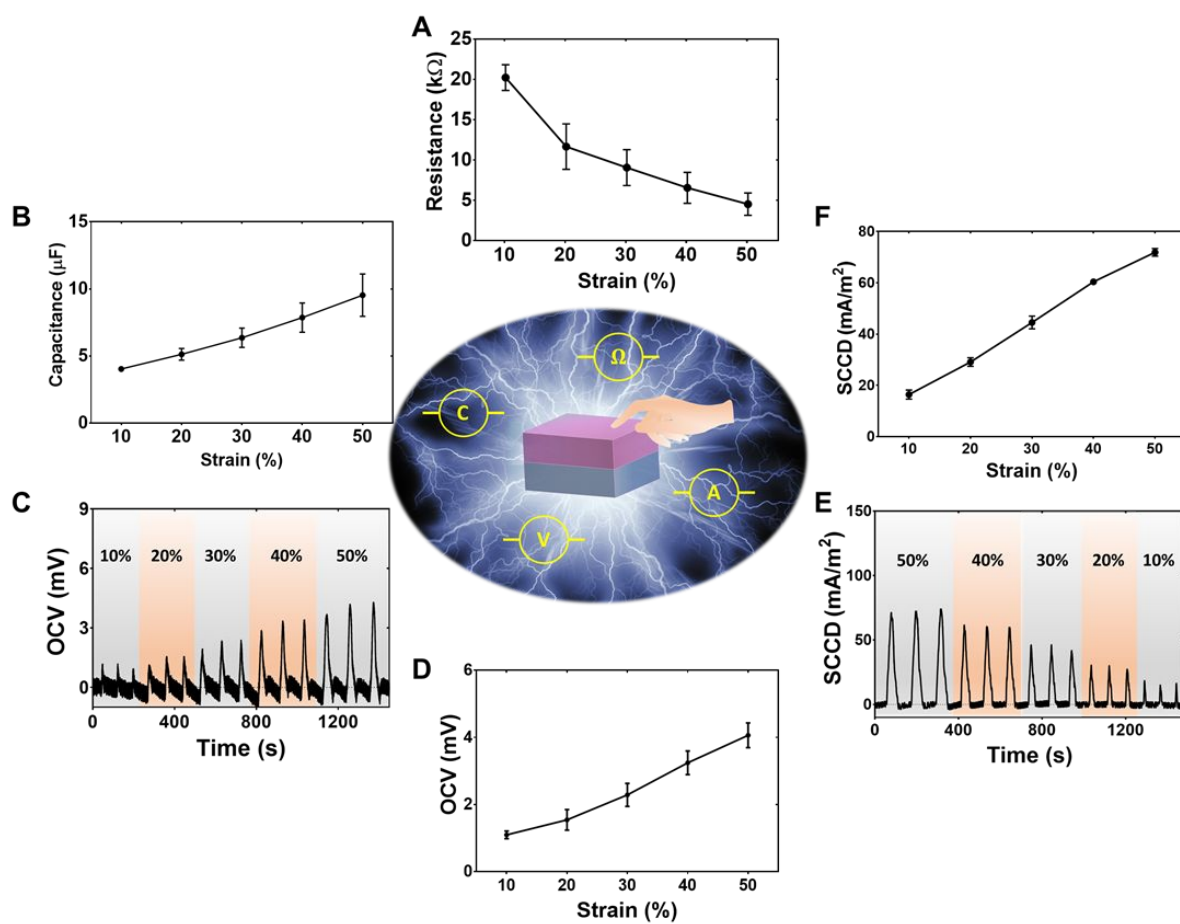 A
Resistance (kΩ)
25
20
15
10
5
0
10 20 30 40 50
Strain (%)
B
Capacitance (μF)
15
10
5
0
10 20 30 40 50
Strain (%)
F
SCCD (mA/m²)
80
60
40
20
0
10 20 30 40 50
Strain (%)
Ω
C
A
V
C
OCV (mV)
9
6
3
0
10% 20% 30% 40% 50%
0 400 800 1200
Time (s)
D
OCV (mV)
6
4
2
0
10 20 30 40 50
Strain (%)
E
SCCD (mA/m²)
150
100
50
0
50% 40% 30% 20% 10%
0 400 800 1200
Time (s)